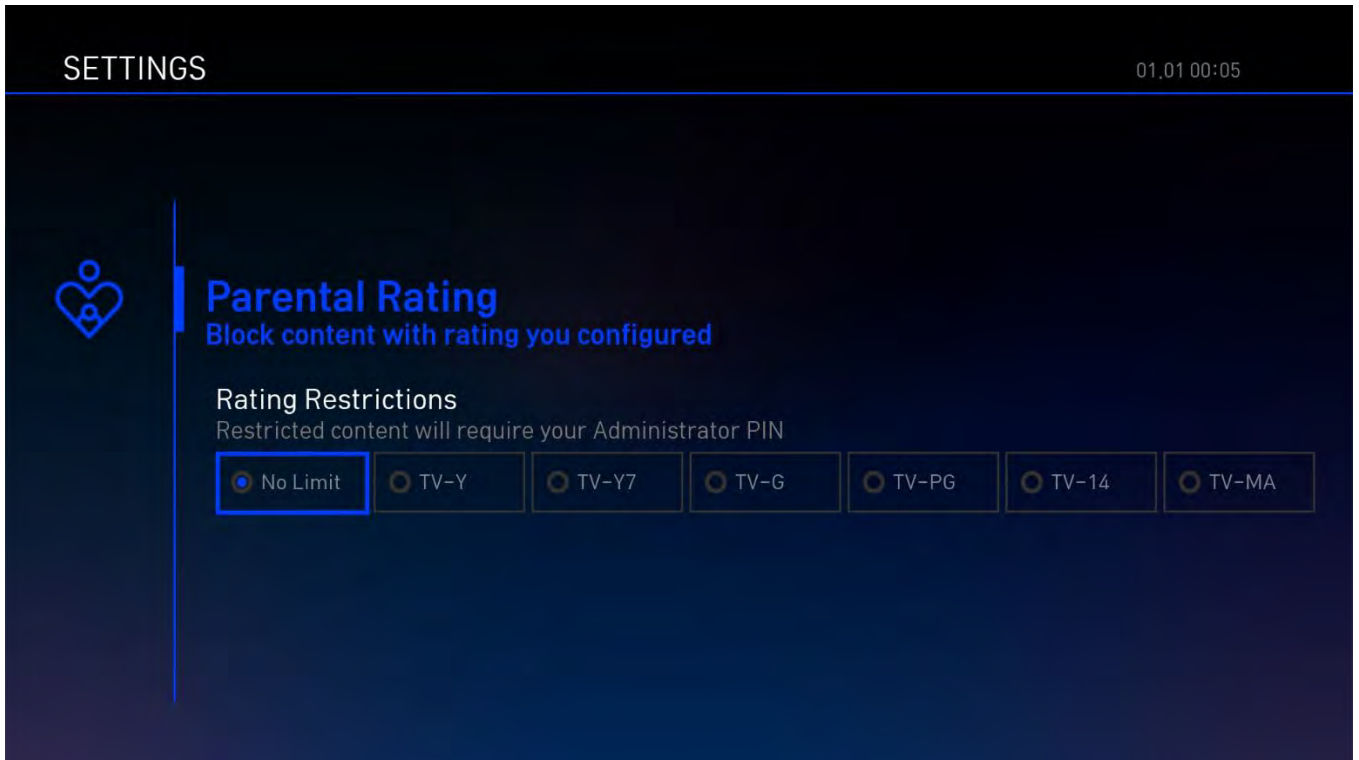 SETTINGS
01.01 00:05
Parental Rating
Block content with rating you configured
Rating Restrictions
Restricted content will require your Administrator PIN
No Limit TV-Y TV-Y7 TV-G TV-PG TV-14 TV-MA